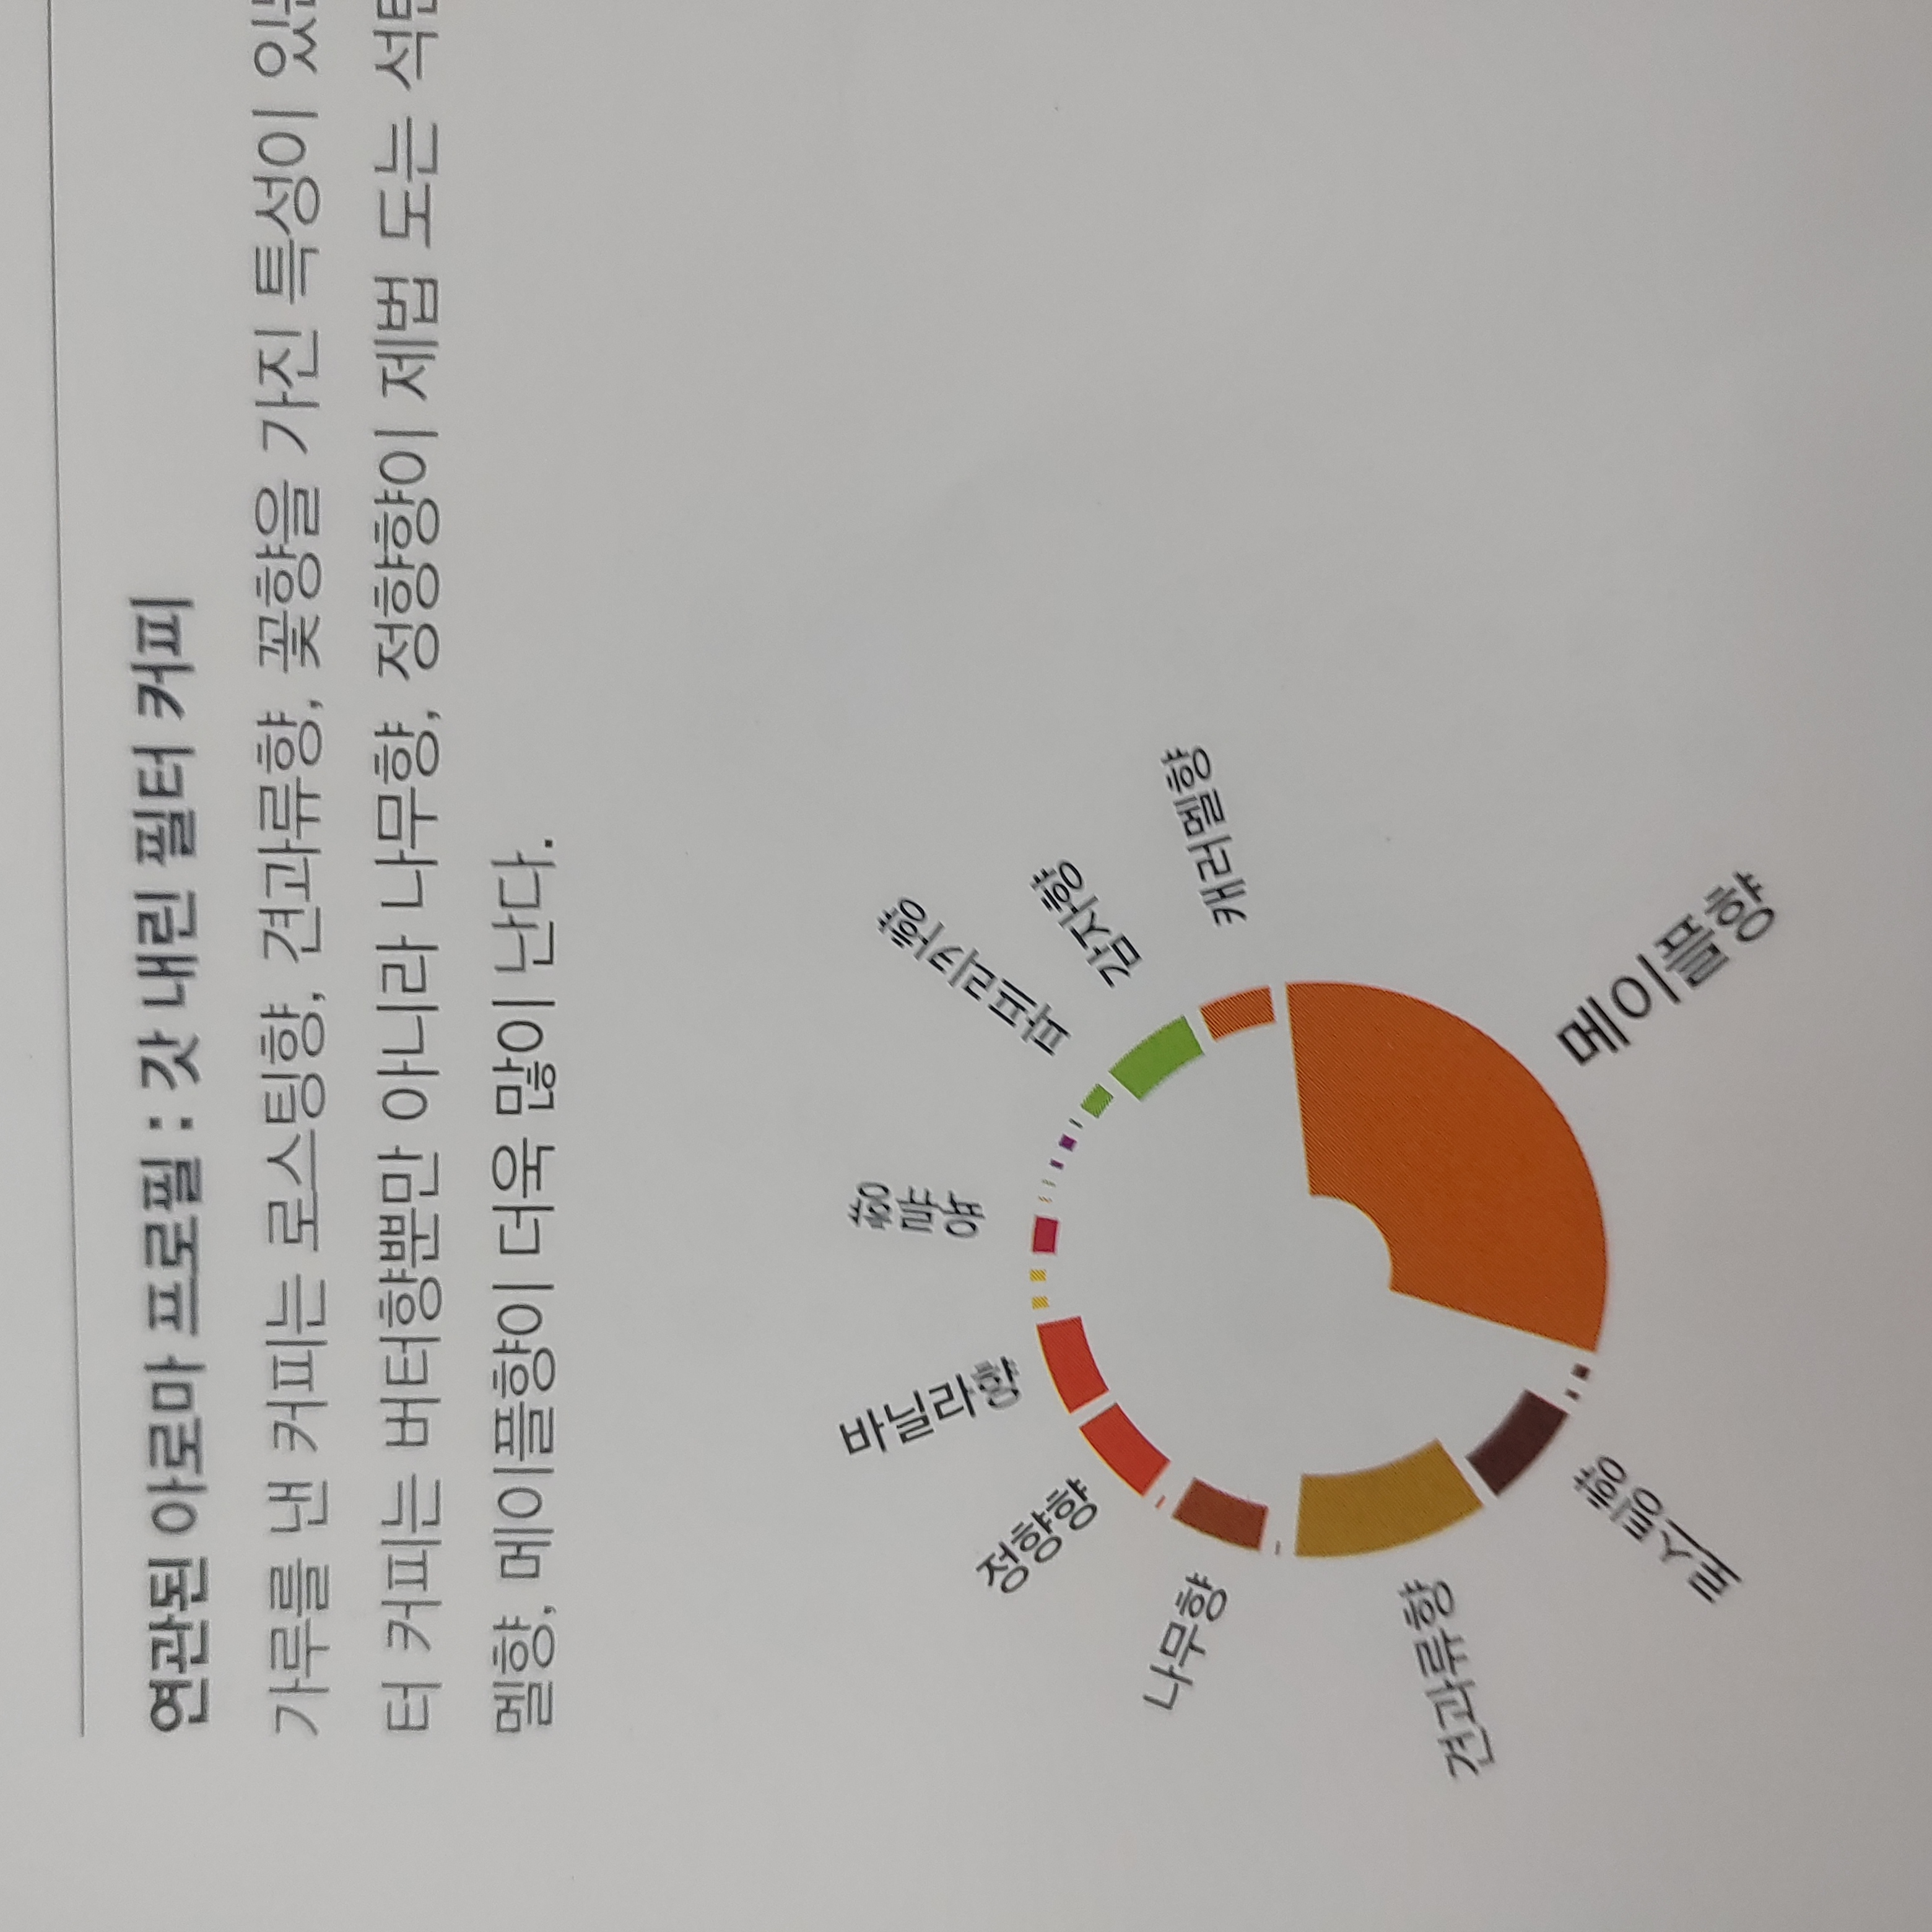 연관된 아로마 프로필 : 갓 내린 필터 커피
가루를 낸 커피는 로스팅향, 견과류향, 꽃향을 가진 특성이
터 커피는 버터향뿐만 아니라 나무향, 정향향이 제법 도는
멜향, 메이플향이 더욱 많이 난다.
바닐라향
육류향
파프리카향
정향향
감자향
나무향
캐러멜향
견과류향
로스팅향
메이플향